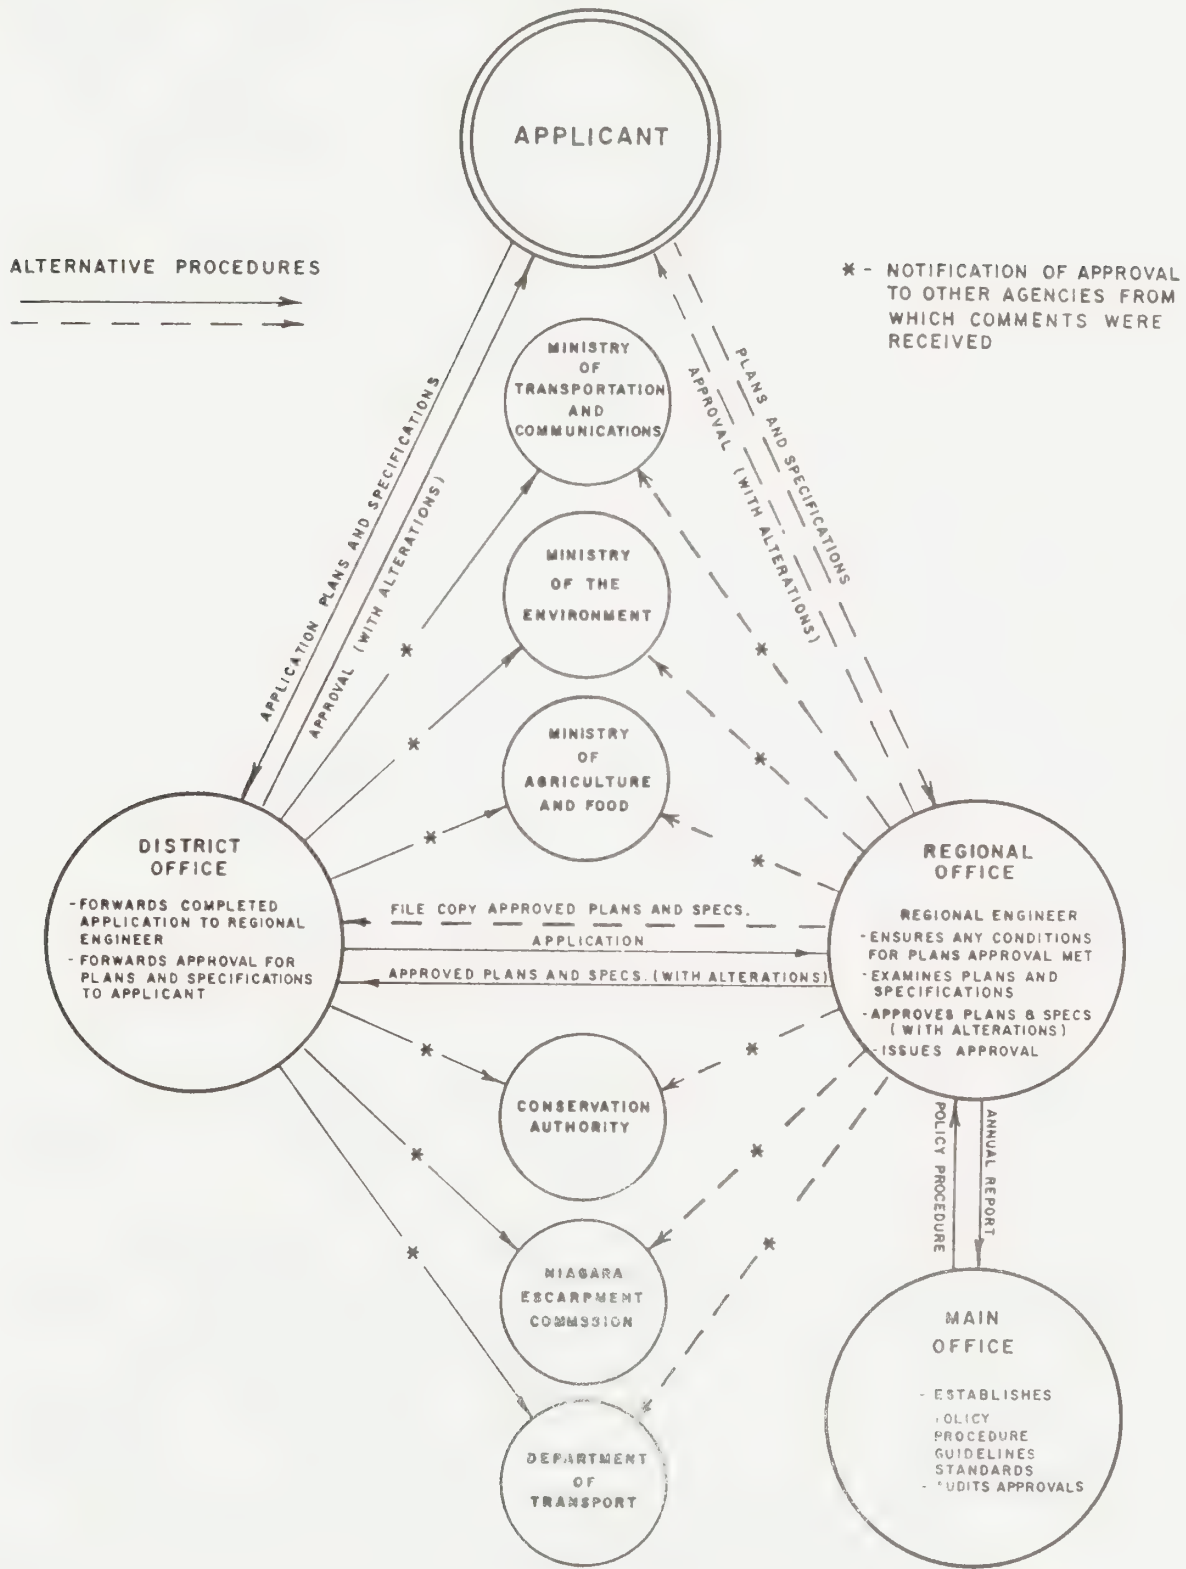 APPLICANT
ALTERNATIVE PROCEDURES
* - NOTIFICATION OF APPROVAL
TO OTHER AGENCIES FROM
WHICH COMMENTS WERE
RECEIVED
MINISTRY
OF
TRANSPORTATION
AND
COMMUNICATIONS
APPLICATION PLANS AND SPECIFICATIONS
APPROVAL (WITH ALTERATIONS)
PLANS AND SPECIFICATIONS
APPROVAL (WITH ALTERATIONS)
*
*
MINISTRY
OF THE
ENVIRONMENT
*
*
MINISTRY
OF
AGRICULTURE
AND FOOD
*
*
DISTRICT
OFFICE
- FORWARDS COMPLETED
APPLICATION TO REGIONAL
ENGINEER
- FORWARDS APPROVAL FOR
PLANS AND SPECIFICATIONS
TO APPLICANT
FILE COPY APPROVED PLANS AND SPECS.
APPLICATION
APPROVED PLANS AND SPECS. (WITH ALTERATIONS)
REGIONAL
OFFICE
REGIONAL ENGINEER
- ENSURES ANY CONDITIONS
FOR PLANS APPROVAL MET
- EXAMINES PLANS AND
SPECIFICATIONS
- APPROVES PLANS & SPECS
(WITH ALTERATIONS)
- ISSUES APPROVAL
*
*
CONSERVATION
AUTHORITY
POLICY PROCEDURE
ANNUAL REPORT
*
*
NIAGARA
ESCARPMENT
COMMSSION
*
*
MAIN
OFFICE
- ESTABLISHES
OLICY
PROCEDURE
GUIDELINES
STANDARDS
- UDITS APPROVALS
DEPARTMENT
OF
TRANSPORT